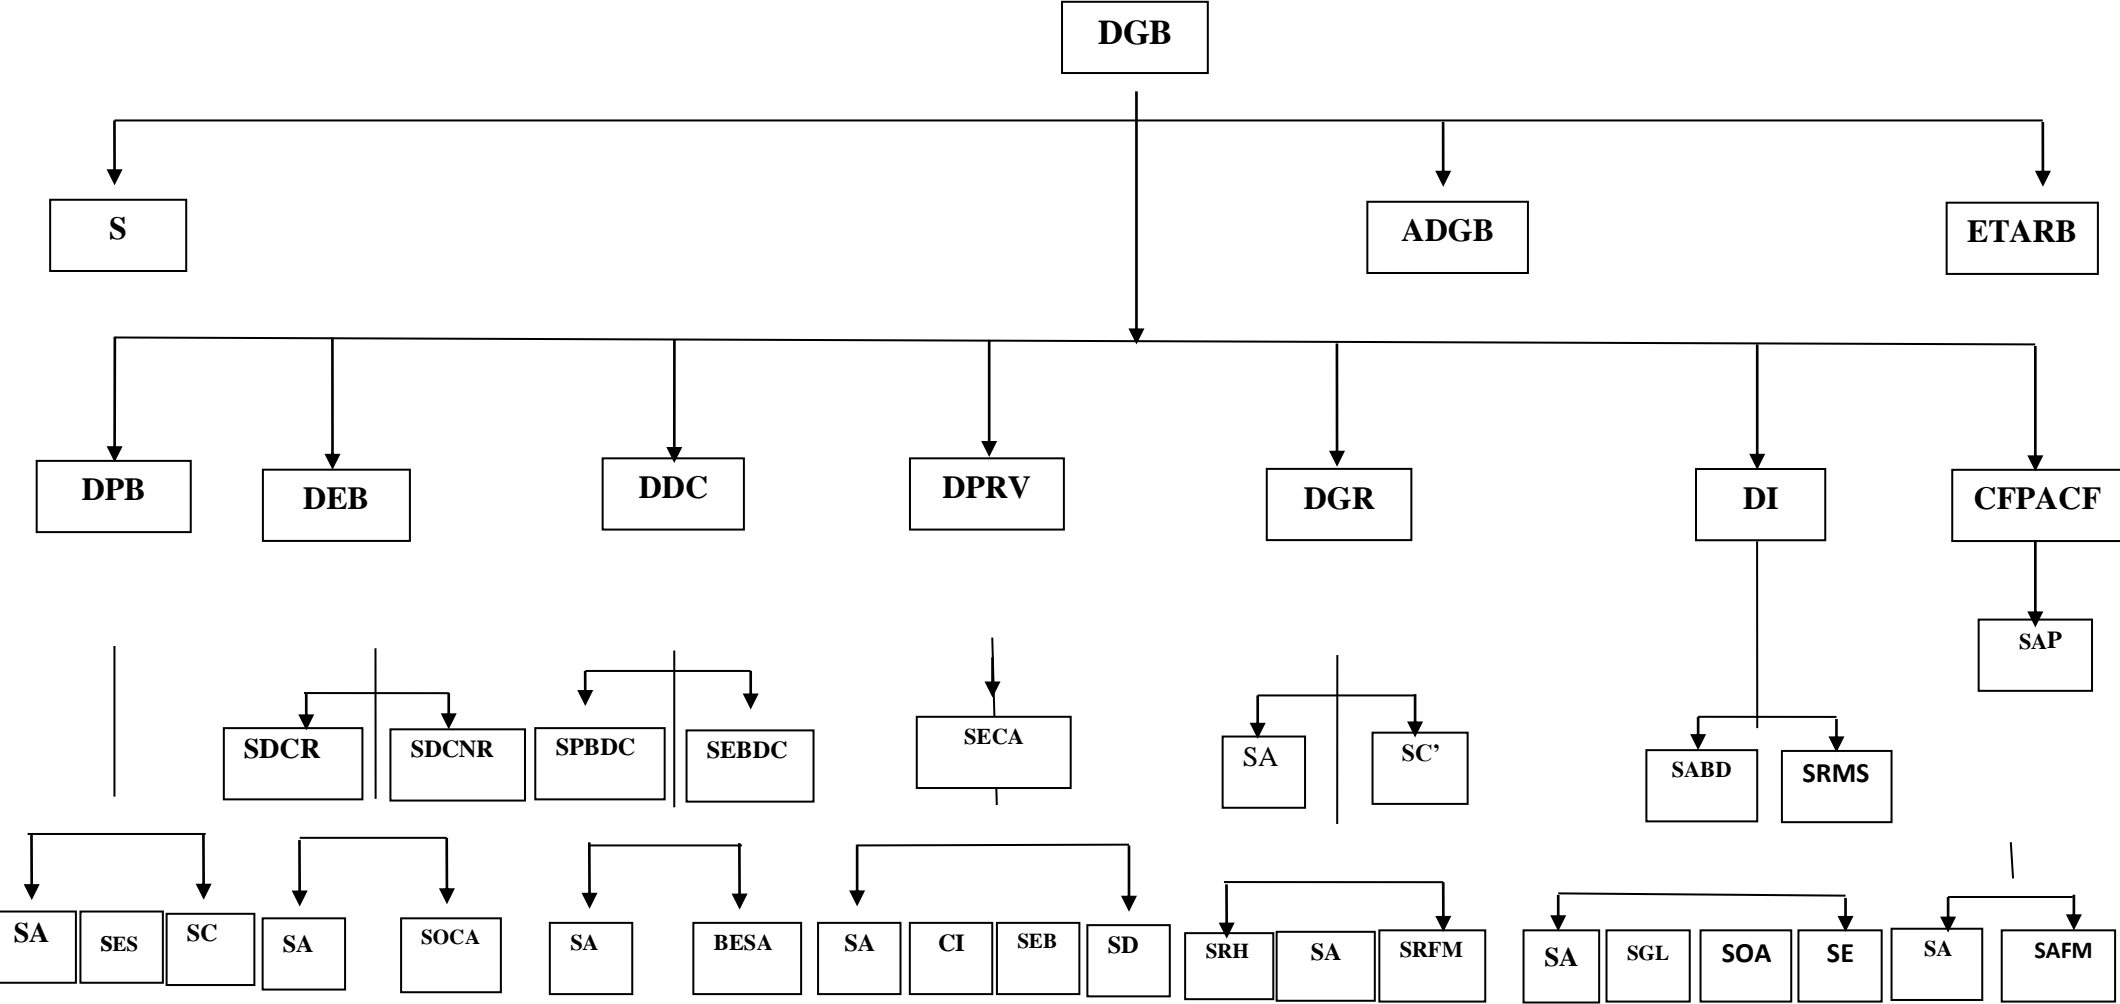 DGB
S
ADGB
ETARB
DPB
DEB
DDC
DPRV
DGR
DI
CFPACF
SAP
SDCR
SDCNR
SPBDC
SEBDC
SECA
SA
SC’
SABD
SRMS
SA
SES
SC
SA
SOCA
SA
BESA
SA
CI
SEB
SD
SRH
SA
SRFM
SA
SGL
SOA
SE
SA
SAFM